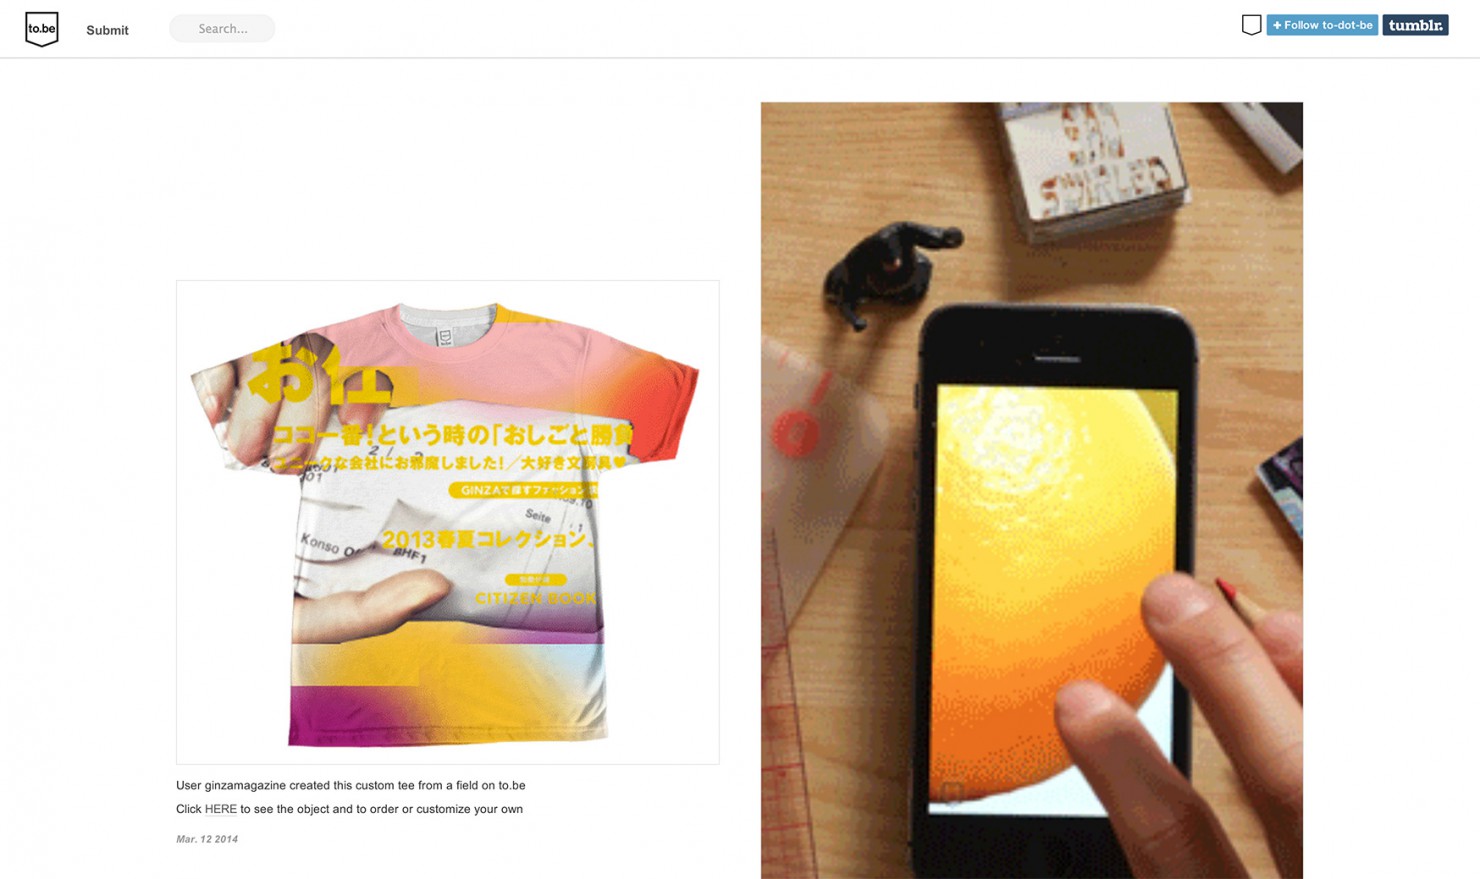 to.be
Submit
Search...
+ Follow to-dot-be
tumblr.
ココ一番!という時の「おしごと勝負
ユニークな会社にお邪魔しました!／大好き文房具♥
GINZAで探すファッション
Seite 1
2013春夏コレクション、
Konso
BHF1
CITIZEN BOOK
User ginzamagazine created this custom tee from a field on to.be
Click HERE to see the object and to order or customize your own
Mar. 12 2014